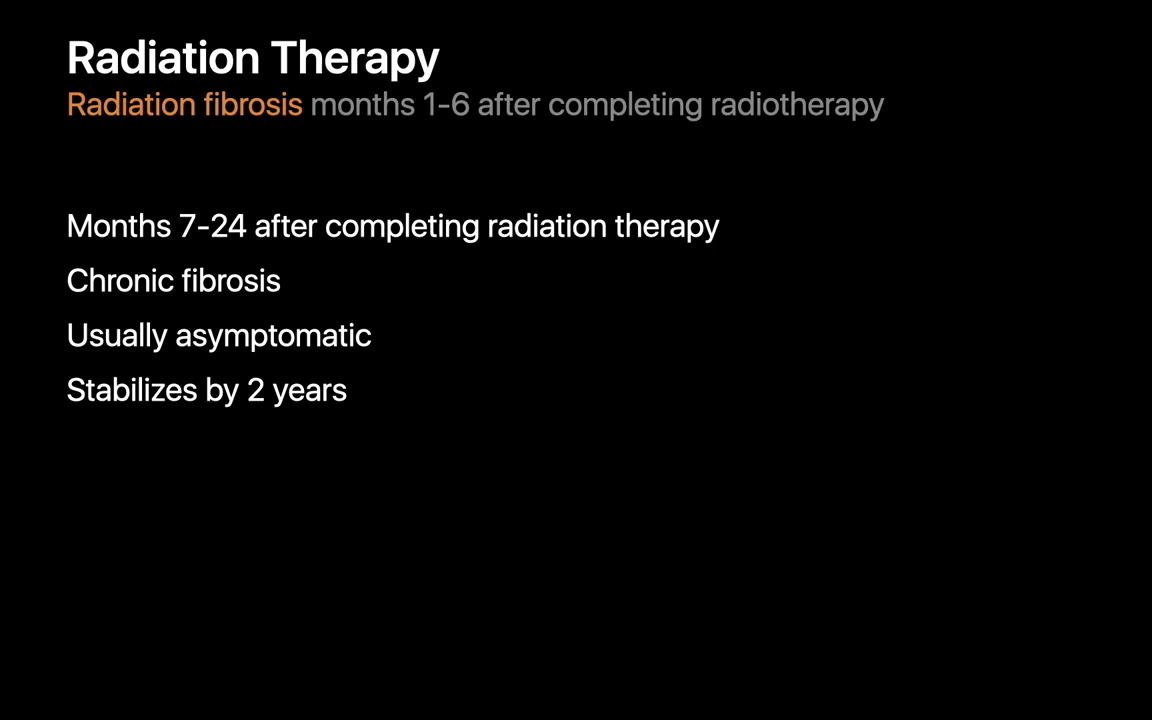 Radiation Therapy
Radiation fibrosis months 1-6 after completing radiotherapy
Months 7-24 after completing radiation therapy
Chronic fibrosis
Usually asymptomatic
Stabilizes by 2 years